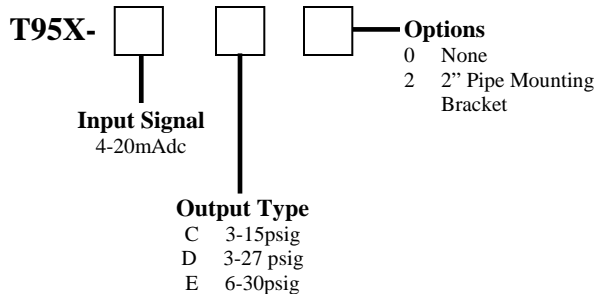 T95X-
Options
0 None
2 2” Pipe Mounting
Bracket
Input Signal
4-20mAdc
Output Type
C 3-15psig
D 3-27 psig
E 6-30psig